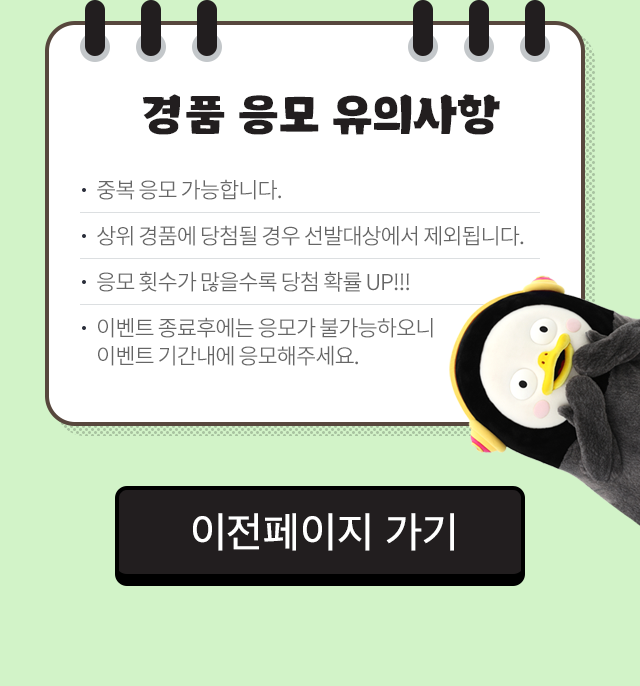 경품 응모 유의사항
• 중복 응모 가능합니다.
• 상위 경품에 당첨될 경우 선발대상에서 제외됩니다.
• 응모 횟수가 많을수록 당첨 확률 UP!!!
• 이벤트 종료후에는 응모가 불가능하오니
이벤트 기간내에 응모해주세요.
이전페이지 가기